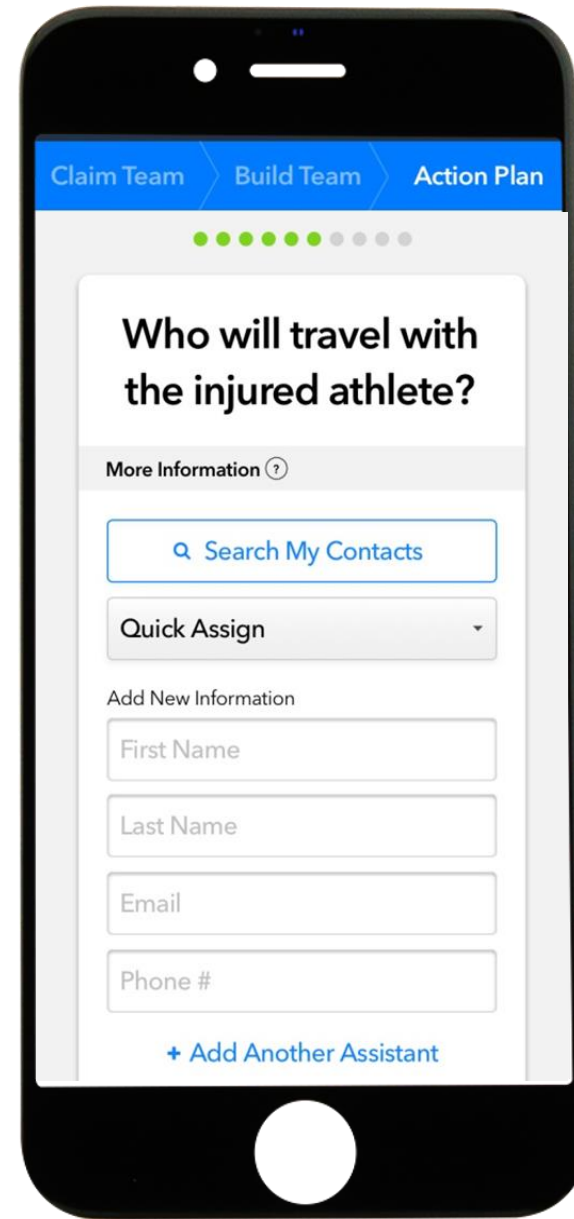 Claim Team Build Team Action Plan
Who will travel with
the injured athlete?
More Information ?
Search My Contacts
Quick Assign
Add New Information
First Name
Last Name
Email
Phone #
+ Add Another Assistant